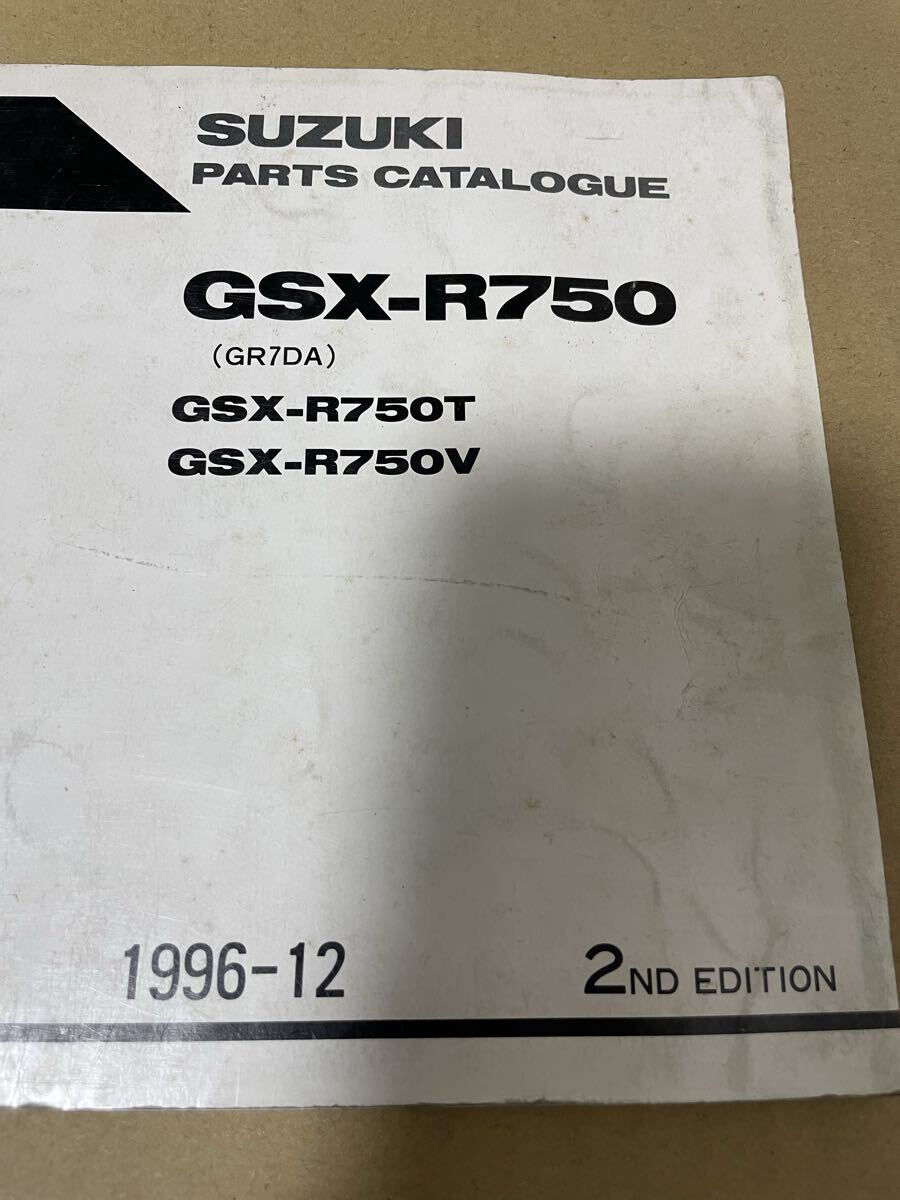 SUZUKI
PARTS CATALOGUE
GSX-R750
(GR7DA)
GSX-R750T
GSX-R750V
1996-12
2ND EDITION